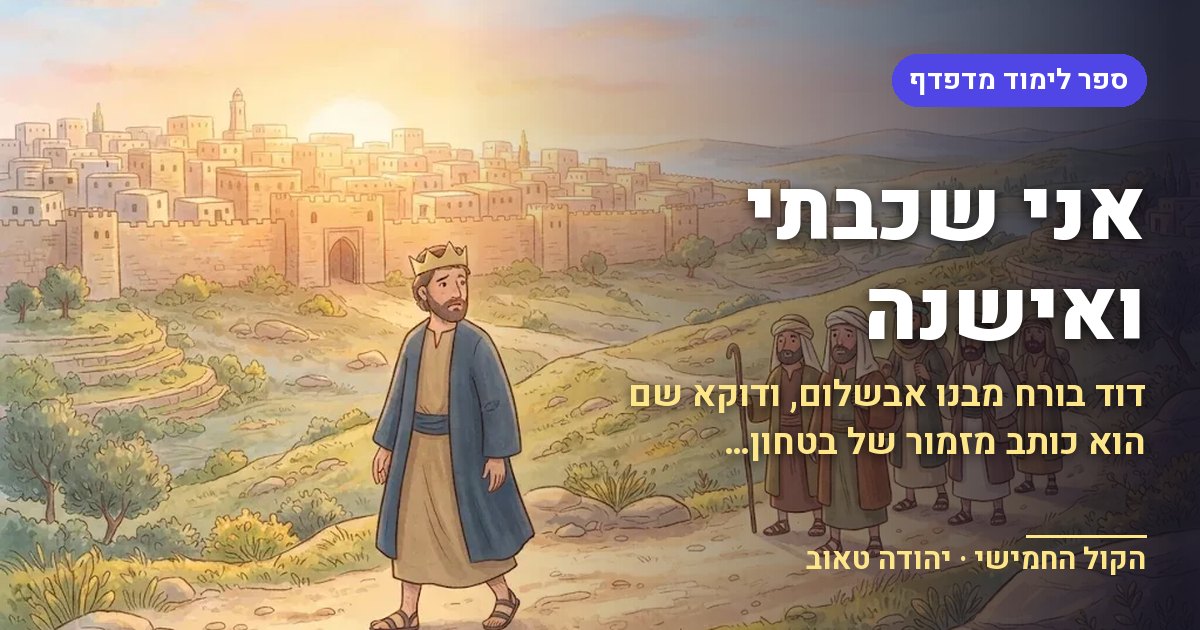 ספר לימוד מדפדף
אני שכבתי
ואישנה
דוד בורח מבנו אבשלום, ודוקא שם
הוא כותב מזמור של בטחון...
הקול החמישי · יהודה טאוב